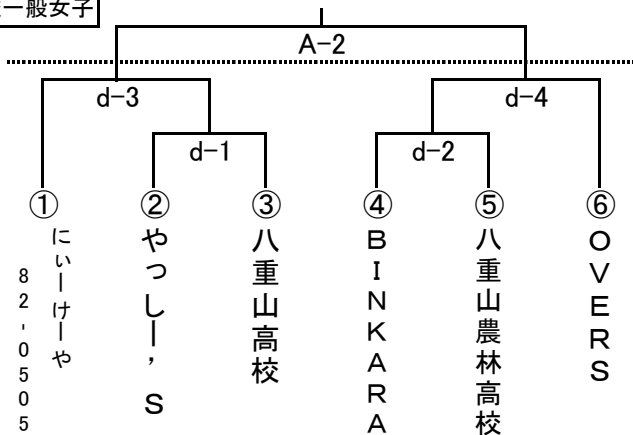 一般女子
A-2
d-3
d-4
d-1
d-2
①
②
③
④
⑤
⑥
にぃーけーや
82-0505
やっしー,S
八重山高校
BINKARA
八重山農林高校
OVERS